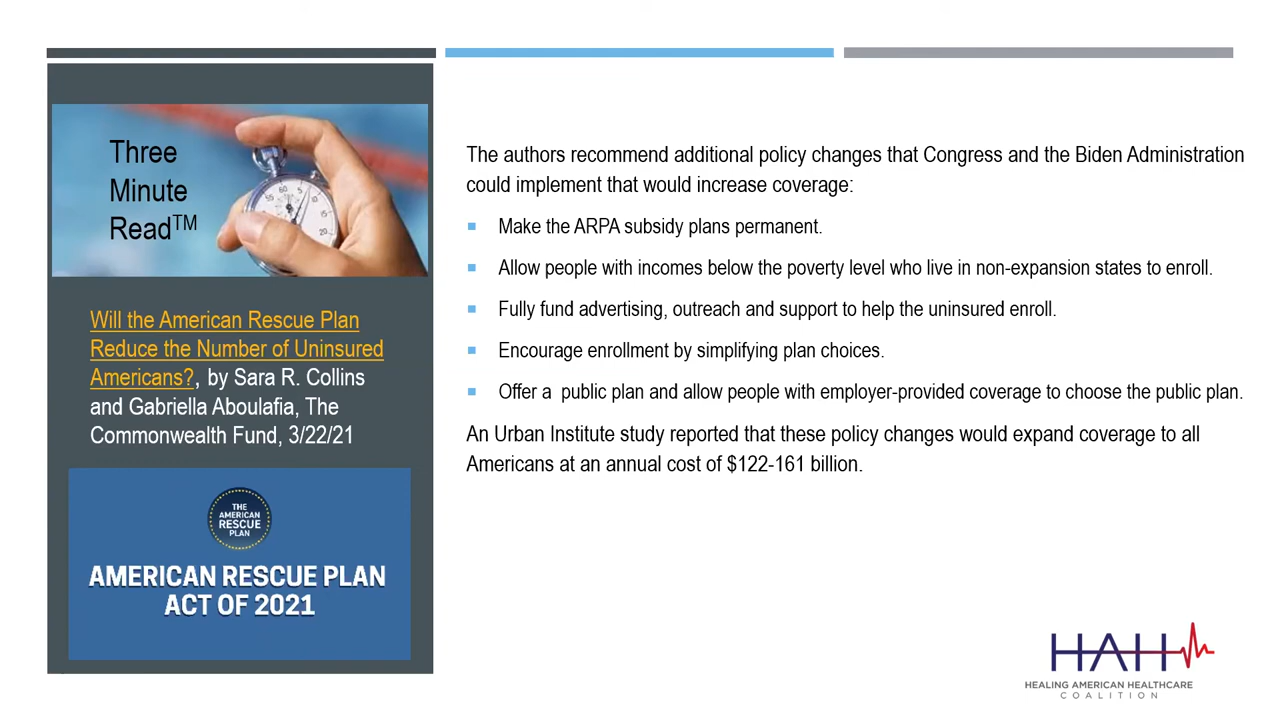 Three
Minute
Read™
Will the American Rescue Plan
Reduce the Number of Uninsured
Americans?, by Sara R. Collins
and Gabriella Aboulafia, The
Commonwealth Fund, 3/22/21
THE
AMERICAN
RESCUE
PLAN
AMERICAN RESCUE PLAN
ACT OF 2021
The authors recommend additional policy changes that Congress and the Biden Administration
could implement that would increase coverage:
Make the ARPA subsidy plans permanent.
Allow people with incomes below the poverty level who live in non-expansion states to enroll.
Fully fund advertising, outreach and support to help the uninsured enroll.
Encourage enrollment by simplifying plan choices.
Offer a  public plan and allow people with employer-provided coverage to choose the public plan.
An Urban Institute study reported that these policy changes would expand coverage to all
Americans at an annual cost of $122-161 billion.
HAH
HEALING AMERICAN HEALTHCARE
COALITION